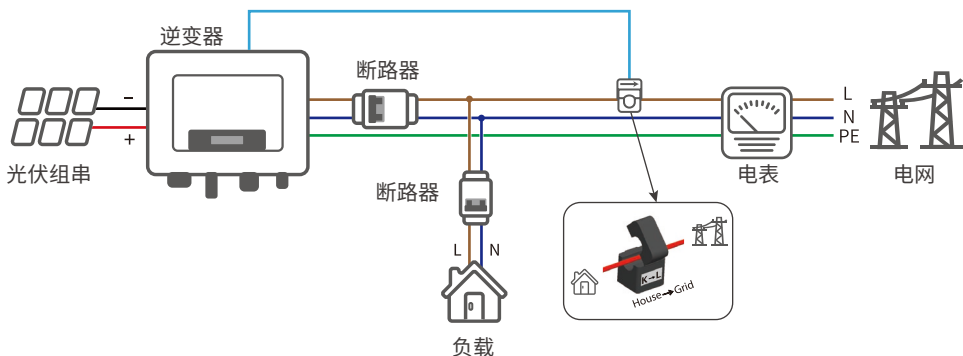 逆变器
断路器
-
+
L
N
PE
光伏组串
电表
电网
断路器
L
N
K→L
House→Grid
负载